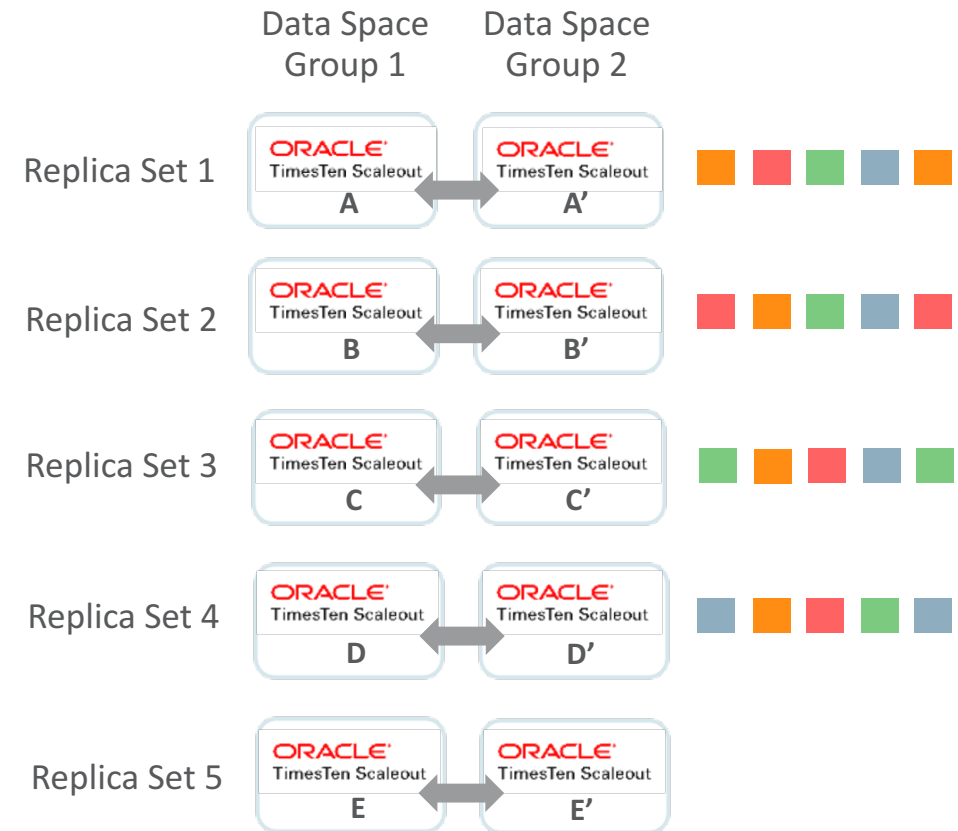 Data Space
Group 1
Data Space
Group 2
Replica Set 1
ORACLE'
TimesTen Scaleout
A
ORACLE'
TimesTen Scaleout
A’
Replica Set 2
ORACLE'
TimesTen Scaleout
B
ORACLE'
TimesTen Scaleout
B’
Replica Set 3
ORACLE'
TimesTen Scaleout
C
ORACLE'
TimesTen Scaleout
C’
Replica Set 4
ORACLE'
TimesTen Scaleout
D
ORACLE'
TimesTen Scaleout
D’
Replica Set 5
ORACLE'
TimesTen Scaleout
E
ORACLE'
TimesTen Scaleout
E’